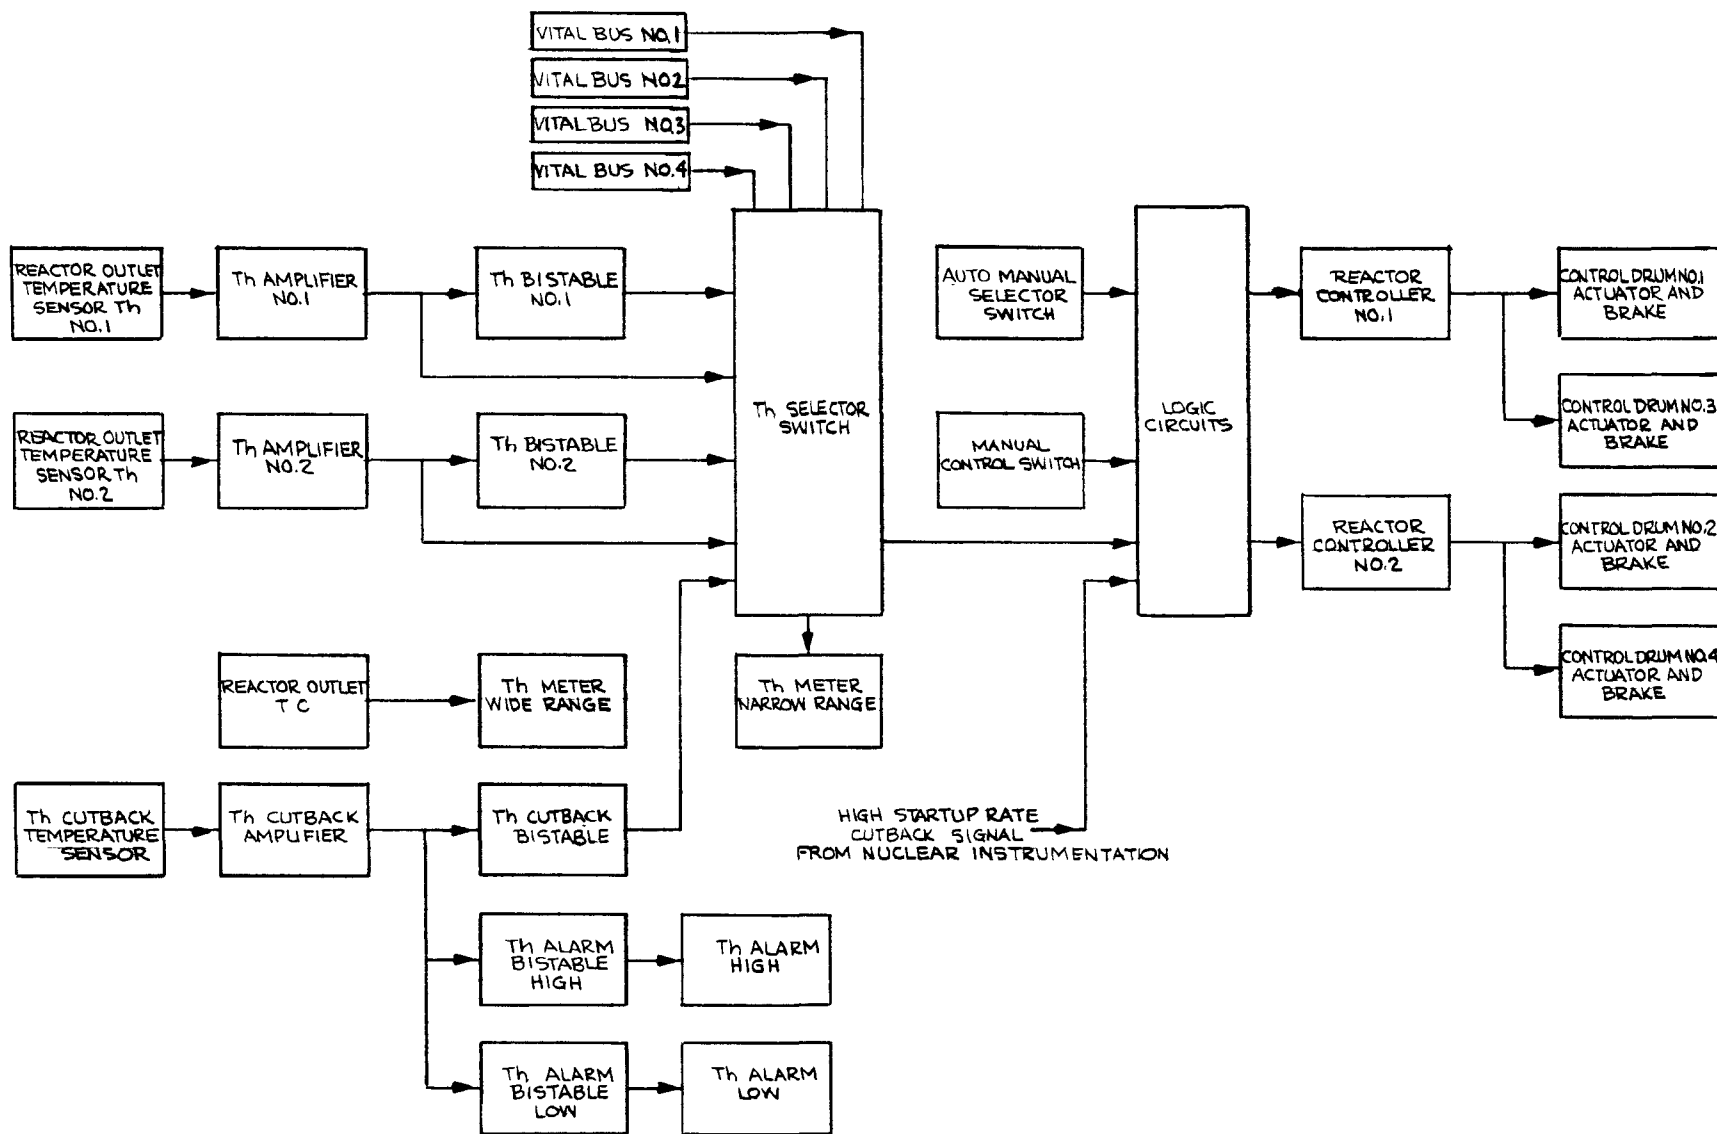 VITAL BUS NO.1
VITAL BUS NO.2
VITAL BUS NO.3
VITAL BUS NO.4
REACTOR OUTLET
TEMPERATURE
SENSOR Th
NO.1
Th AMPLIFIER
NO.1
Th BISTABLE
NO.1
AUTO MANUAL
SELECTOR
SWITCH
REACTOR
CONTROLLER
NO.1
CONTROL DRUM NO.1
ACTUATOR AND
BRAKE
Th SELECTOR
SWITCH
LOGIC
CIRCUITS
CONTROL DRUM NO.3
ACTUATOR AND
BRAKE
REACTOR OUTLET
TEMPERATURE
SENSOR Th
NO.2
Th AMPLIFIER
NO.2
Th BISTABLE
NO.2
MANUAL
CONTROL SWITCH
REACTOR
CONTROLLER
NO.2
CONTROL DRUM NO.2
ACTUATOR AND
BRAKE
CONTROL DRUM NO.4
ACTUATOR AND
BRAKE
REACTOR OUTLET
T C
Th METER
WIDE RANGE
Th METER
NARROW RANGE
Th CUTBACK
TEMPERATURE
SENSOR
Th CUTBACK
AMPLIFIER
Th CUTBACK
BISTABLE
HIGH STARTUP RATE
CUTBACK SIGNAL
FROM NUCLEAR INSTRUMENTATION
Th ALARM
BISTABLE
HIGH
Th ALARM
HIGH
Th ALARM
BISTABLE
LOW
Th ALARM
LOW